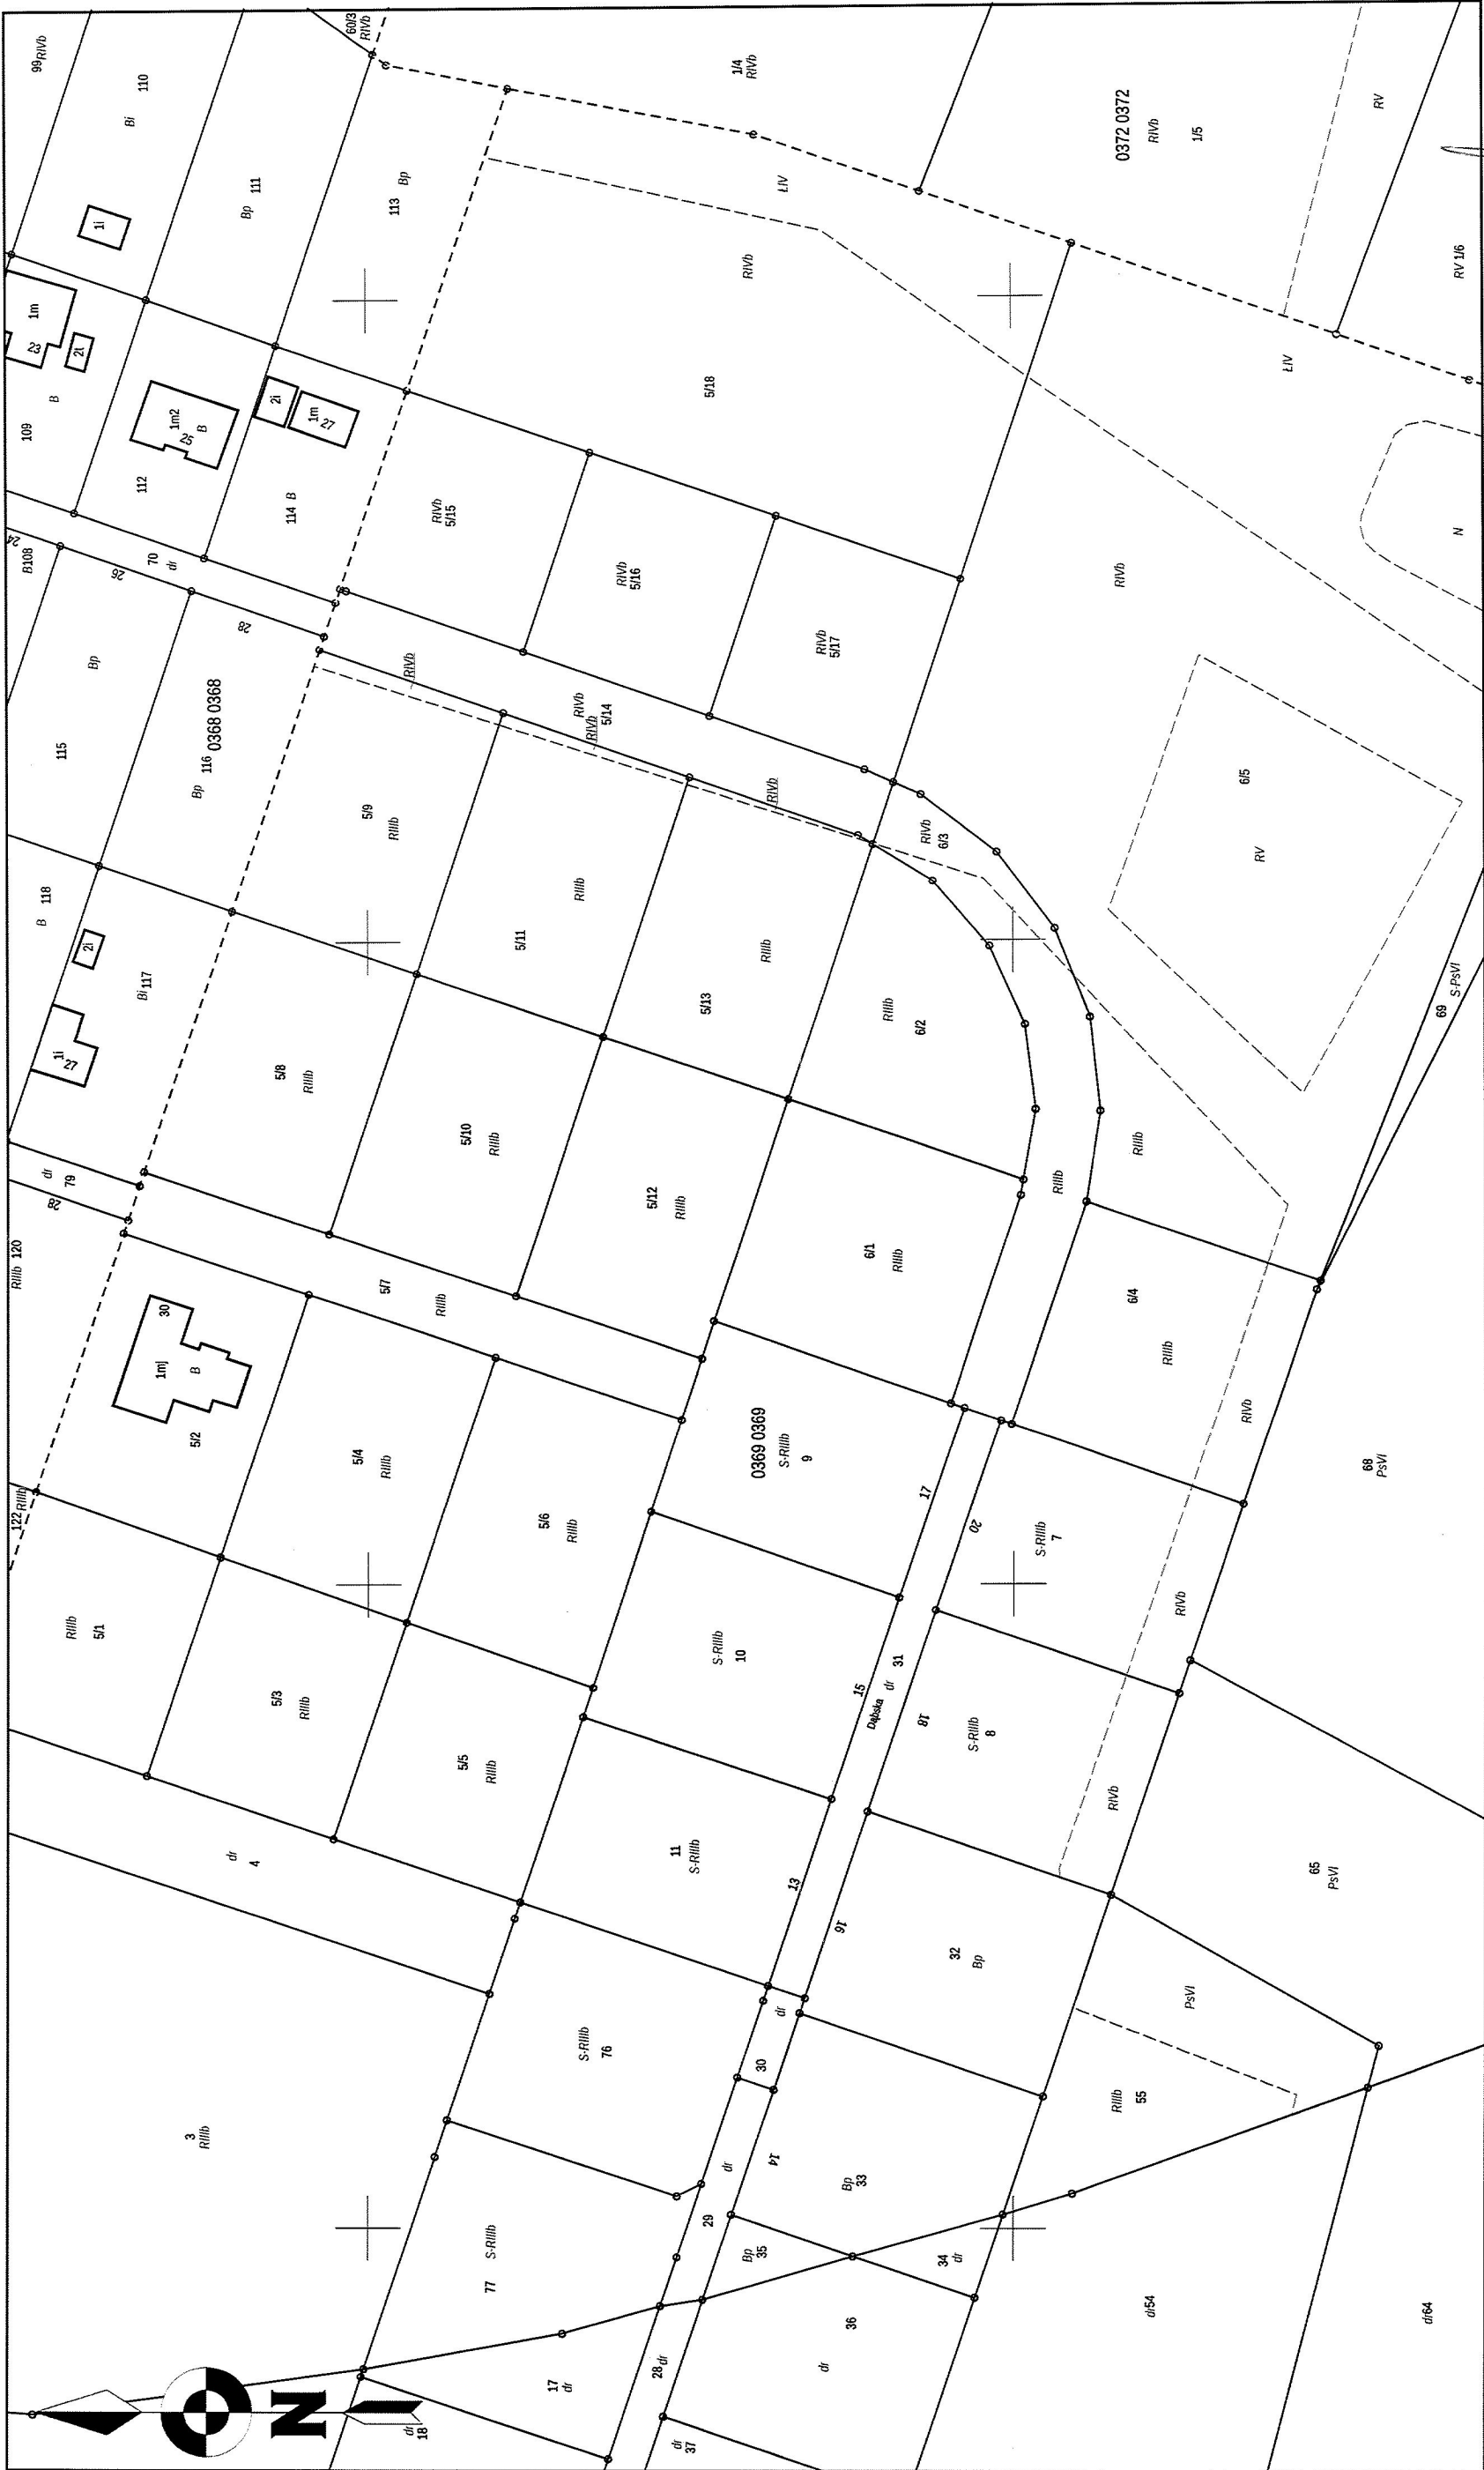 99 RIVb
110
Bi
60/3
RIVb
1/4
RIVb
0372 0372
RIVb
1/5
RV
111
Bp
113
Bp
1i
ŁIV
RIVb
RV 1/6
1m
23
2i
B
109
1m2
25
B
112
2i
1m
27
114 B
5/18
ŁIV
N
24
B108
70
dr
26
28
RIVb
5/15
RIVb
5/16
RIVb
5/17
RIVb
RIVb
RIVb
5/14
RIVb
RIVb
Bp
115
116
Bp
0368 0368
5/9
RIIIb
RIIIb
5/11
RIIIb
5/13
RIVb
6/3
6/5
RV
118
B
2i
Bi 117
1i
27
5/8
RIIIb
5/10
RIIIb
5/12
RIIIb
RIIIb
6/2
69
S-PsVI
dr
79
28
120
RIIIb
RIIIb
RIIIb
6/1
RIIIb
5/7
RIIIb
30
1mj
B
5/2
5/4
RIIIb
5/6
RIIIb
0369 0369
S-RIIIb
9
6/4
RIIIb
RIVb
68
PsVI
122 RIIIb
17
20
S-RIIIb
7
RIIIb
5/1
5/3
RIIIb
5/5
RIIIb
S-RIIIb
10
15
Dąbska
dr
31
18
S-RIIIb
8
RIVb
RIVb
dr
4
11
S-RIIIb
13
16
32
Bp
65
PsVI
PsVI
3
RIIIb
S-RIIIb
76
dr
30
14
dr
29
Bp
33
RIIIb
55
S-RIIIb
77
Bp
35
34
dr
36
dr
dr54
dr64
17
dr
28 dr
dr
37
dr
18
N